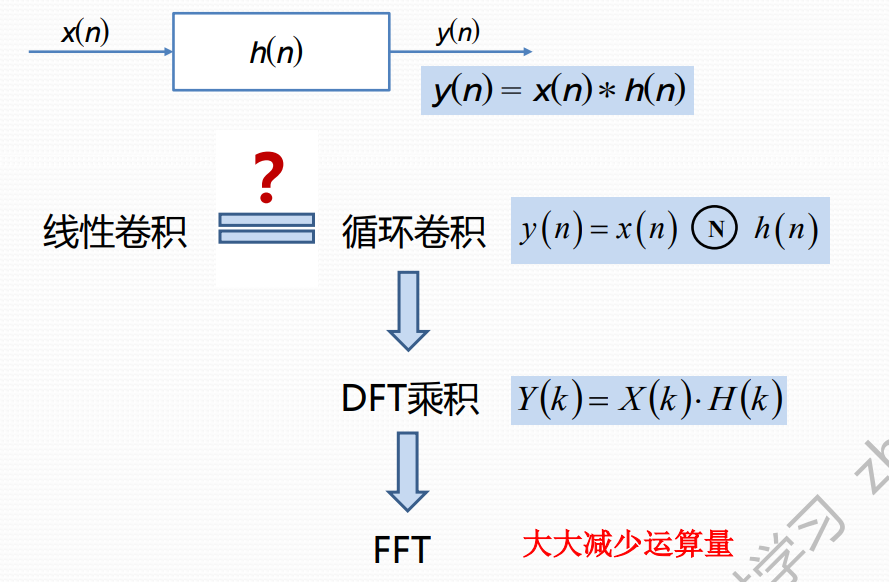 x(n)
h(n)
y(n)
y(n) = x(n) * h(n)
?
线性卷积
循环卷积
y(n) = x(n) Ⓝ h(n)
DFT乘积
Y(k) = X(k)·H(k)
FFT
大大减少运算量
学习